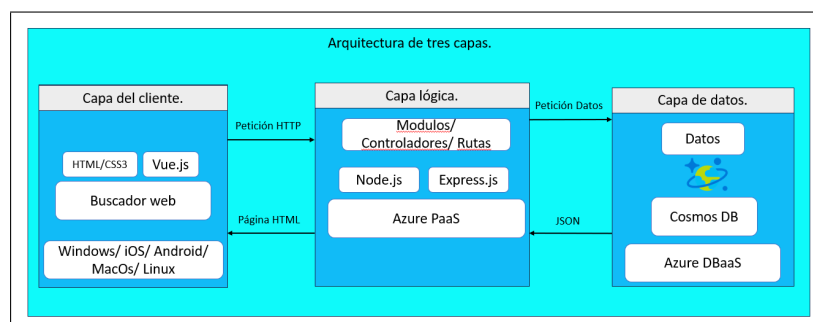 Arquitectura de tres capas.
Capa del cliente.
HTML/CSS3
Vue.js
Buscador web
Windows/ iOS/ Android/
MacOs/ Linux
Petición HTTP
Página HTML
Capa lógica.
Modulos/
Controladores/ Rutas
Node.js
Express.js
Azure PaaS
Petición Datos
JSON
Capa de datos.
Datos
Cosmos DB
Azure DBaaS